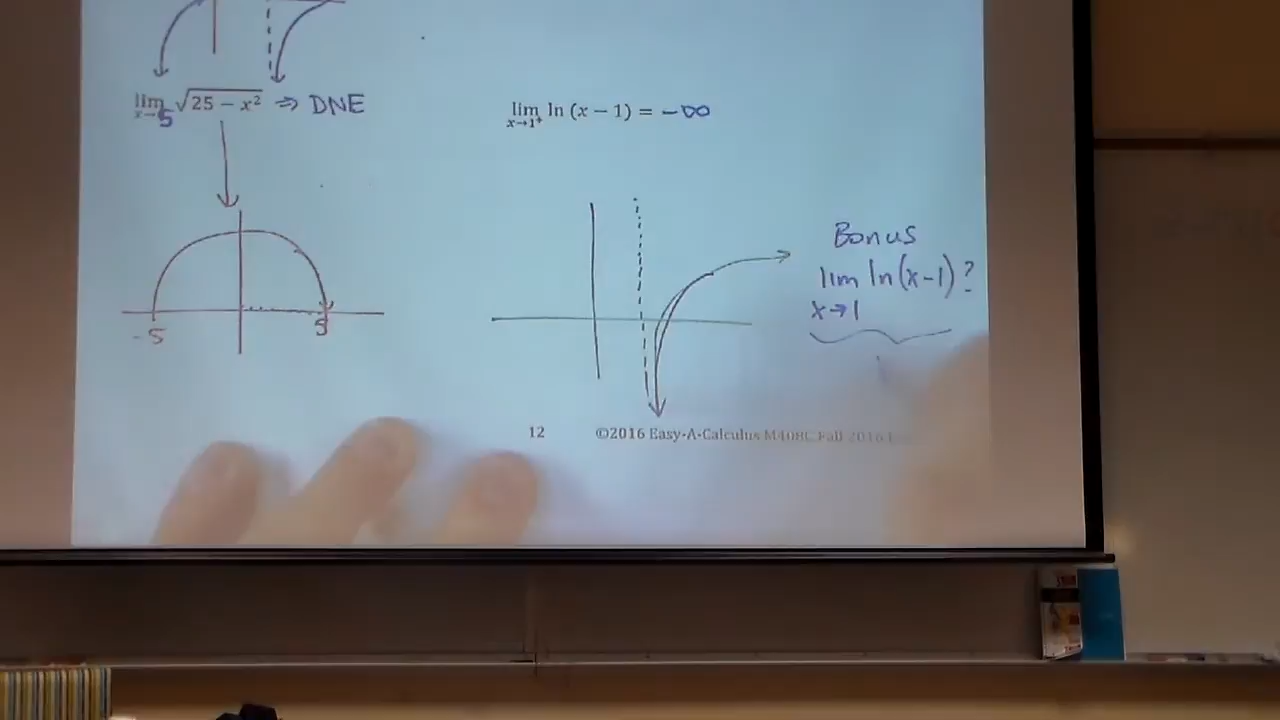 lim √25 − x² ⇒ DNE
x→5
lim ln (x − 1) = −∞
x→1⁺
-5
5
Bonus
lim ln(x-1)?
x→1
12
©2016 Easy-A-Calculus M408C Fall 2016